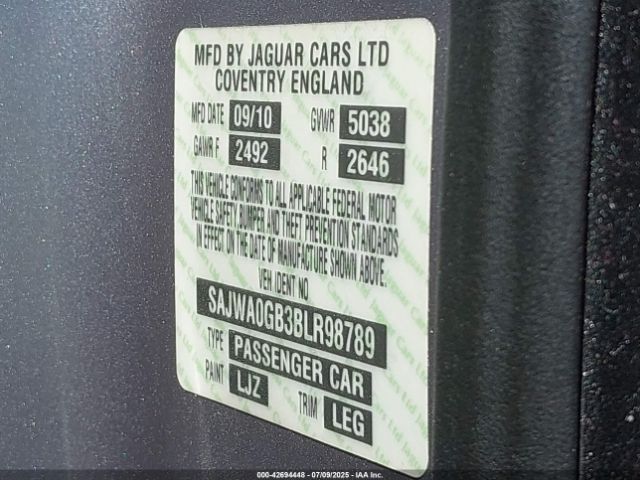 MFD BY JAGUAR CARS LTD
COVENTRY ENGLAND
MFD DATE 09/10 GVWR 5038
GAWR F 2492 R 2646
THIS VEHICLE CONFORMS TO ALL APPLICABLE FEDERAL MOTOR
VEHICLE SAFETY BUMPER AND THEFT PREVENTION STANDARDS
IN EFFECT ON THE DATE OF MANUFACTURE SHOWN ABOVE.
VEH IDENT NO
SAJWA0GB3BLR98789
TYPE PASSENGER CAR
PAINT LJZ TRIM LEG
000-42694448 | 07/09/2025 - IAA Inc.